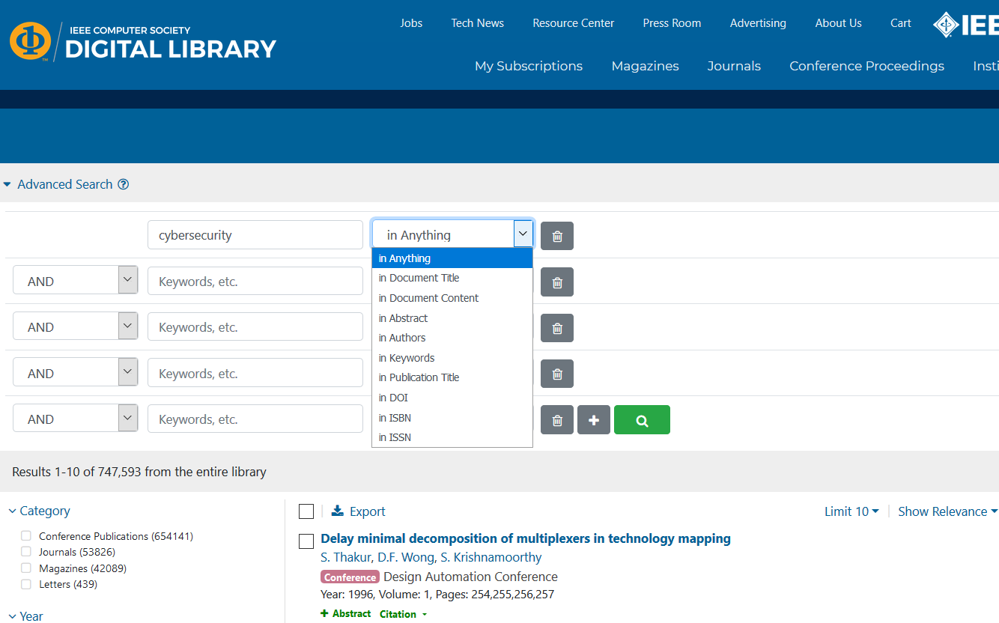 Jobs Tech News Resource Center Press Room Advertising About Us Cart
IEEE COMPUTER SOCIETY
DIGITAL LIBRARY
TM
My Subscriptions Magazines Journals Conference Proceedings
Advanced Search
cybersecurity in Anything
in Anything
in Document Title
in Document Content
in Abstract
in Authors
in Keywords
in Publication Title
in DOI
in ISBN
in ISSN
AND Keywords, etc.
AND Keywords, etc.
AND Keywords, etc.
AND Keywords, etc.
Results 1-10 of 747,593 from the entire library
Category
Conference Publications (654141)
Journals (53826)
Magazines (42089)
Letters (439)
Year
Export Limit 10 Show Relevance
Delay minimal decomposition of multiplexers in technology mapping
S. Thakur, D.F. Wong, S. Krishnamoorthy
Conference Design Automation Conference
Year: 1996, Volume: 1, Pages: 254,255,256,257
Abstract Citation